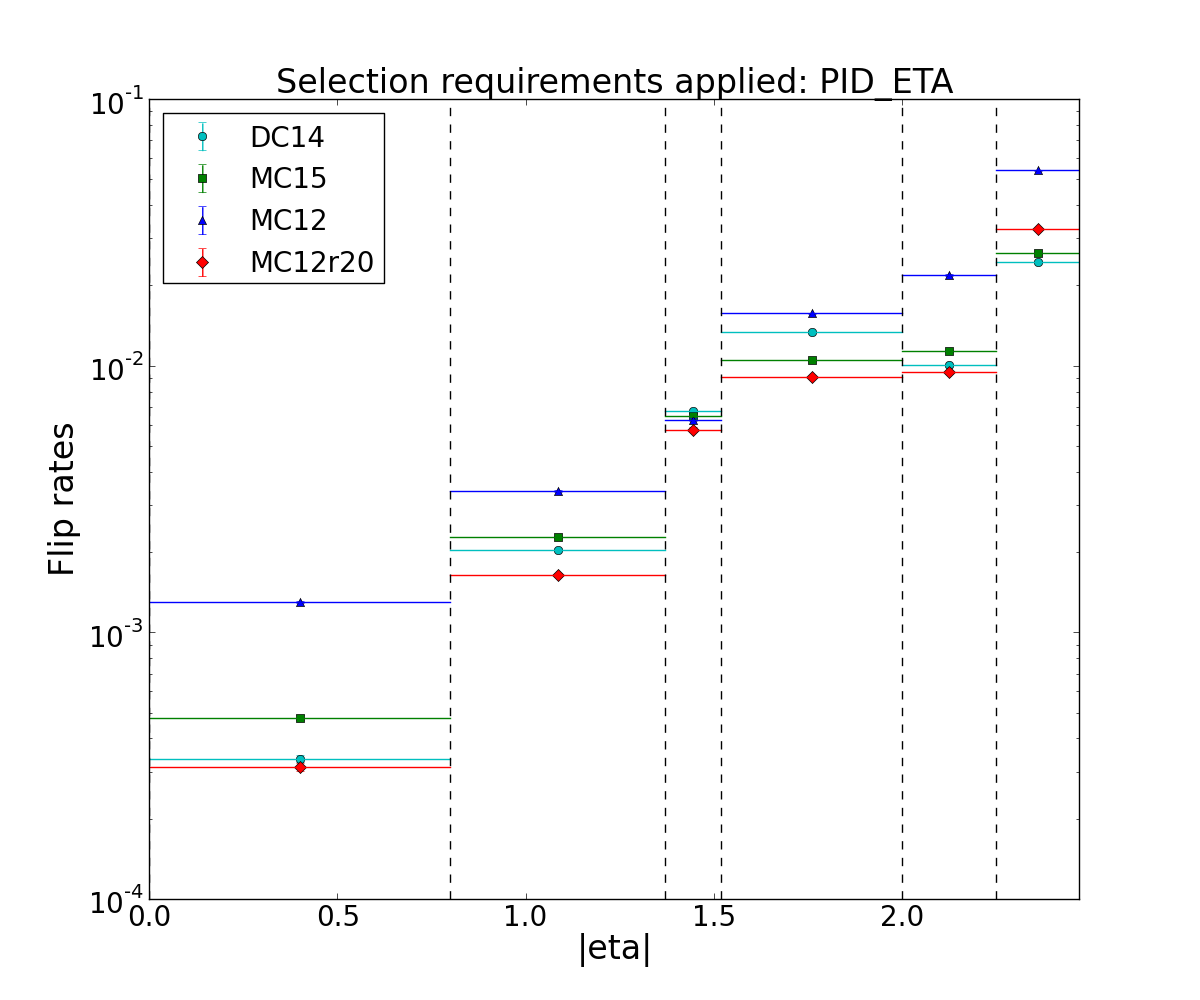 Selection requirements applied: PID_ETA
10^-1
DC14
MC15
MC12
MC12r20
10^-2
Flip rates
10^-3
10^-4
0.0 0.5 1.0 1.5 2.0
|eta|